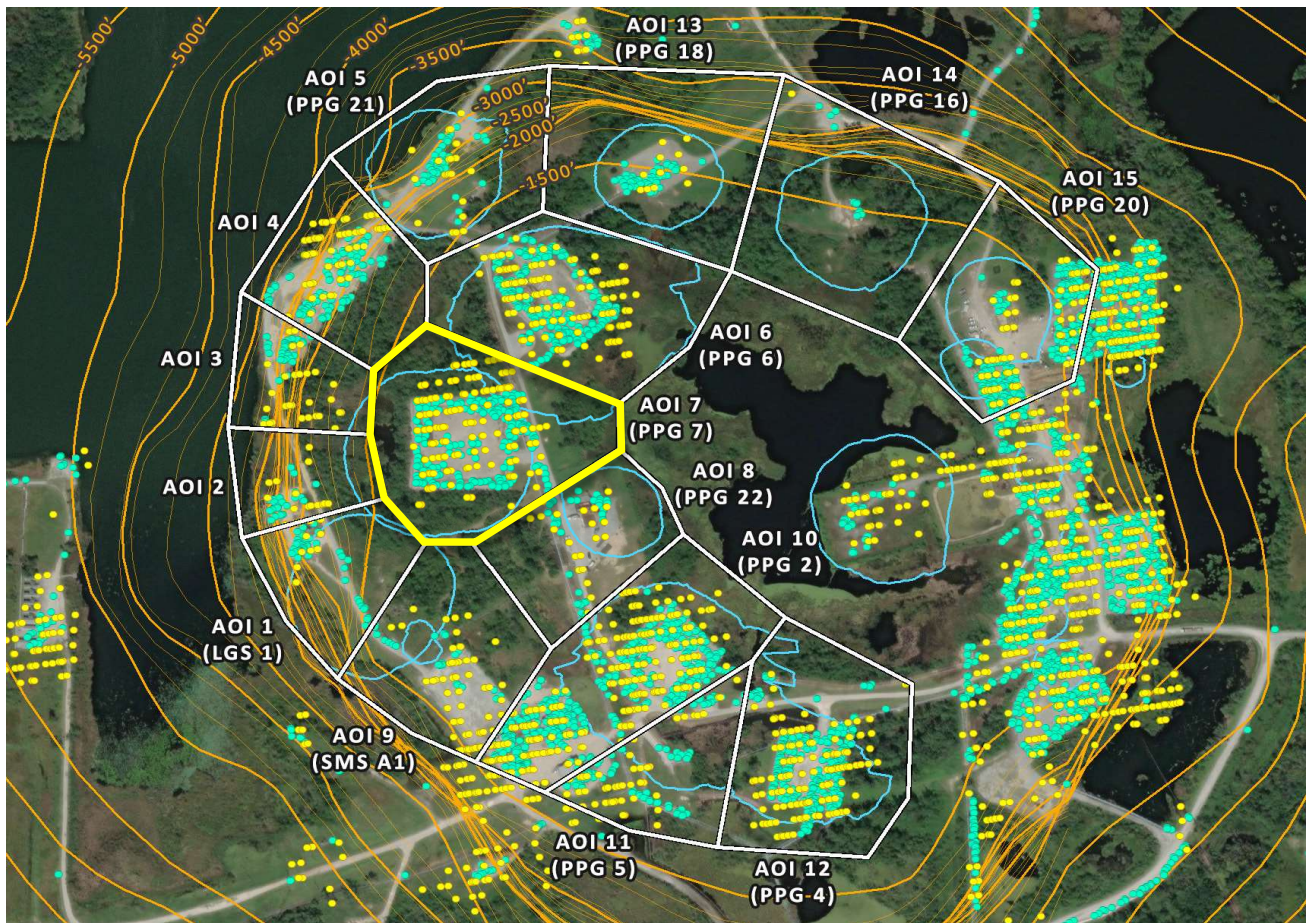 -5500'
-5000'
-4500'
-4000'
-3500'
-3000'
-2500'
-2000'
-1500'
AOI 13
(PPG 18)
AOI 5
(PPG 21)
AOI 14
(PPG 16)
AOI 15
(PPG 20)
AOI 4
AOI 3
AOI 6
(PPG 6)
AOI 7
(PPG 7)
AOI 2
AOI 8
(PPG 22)
AOI 10
(PPG 2)
AOI 1
(LGS 1)
AOI 9
(SMS A1)
AOI 11
(PPG 5)
AOI 12
(PPG 4)